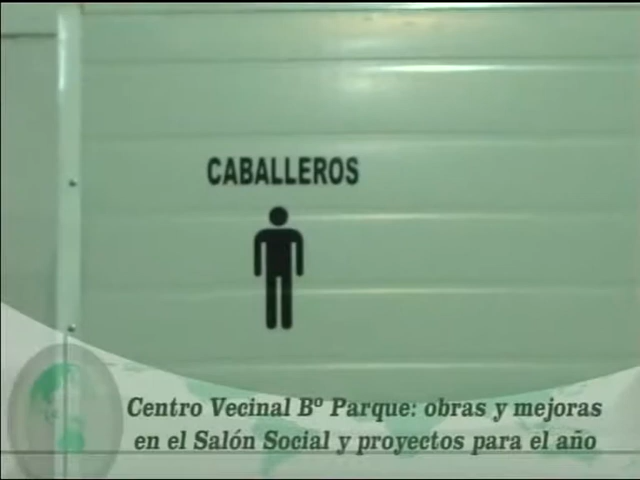 CABALLEROS
Centro Vecinal Bº Parque: obras y mejoras
en el Salón Social y proyectos para el año